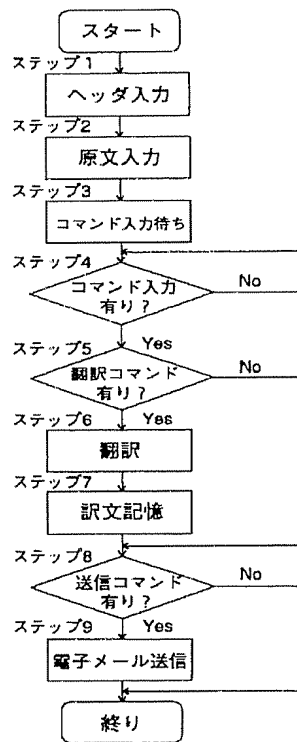 スタート
ステップ1
ヘッダ入力
ステップ2
原文入力
ステップ3
コマンド入力待ち
ステップ4
コマンド入力
有り?
No
Yes
ステップ5
翻訳コマンド
有り?
No
Yes
ステップ6
翻訳
ステップ7
訳文記憶
ステップ8
送信コマンド
有り?
No
Yes
ステップ9
電子メール送信
終り